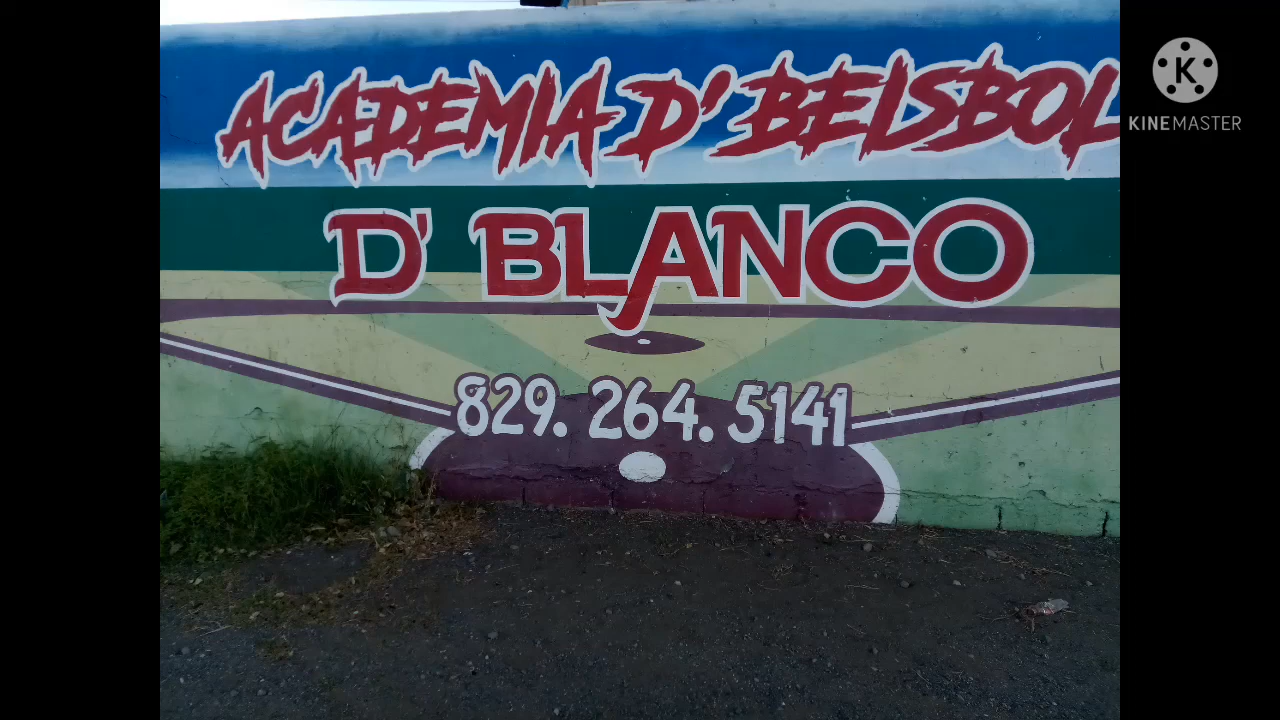 ACADEMIA D' BEISBOL
D' BLANCO
829. 264. 5141
K
KINEMASTER